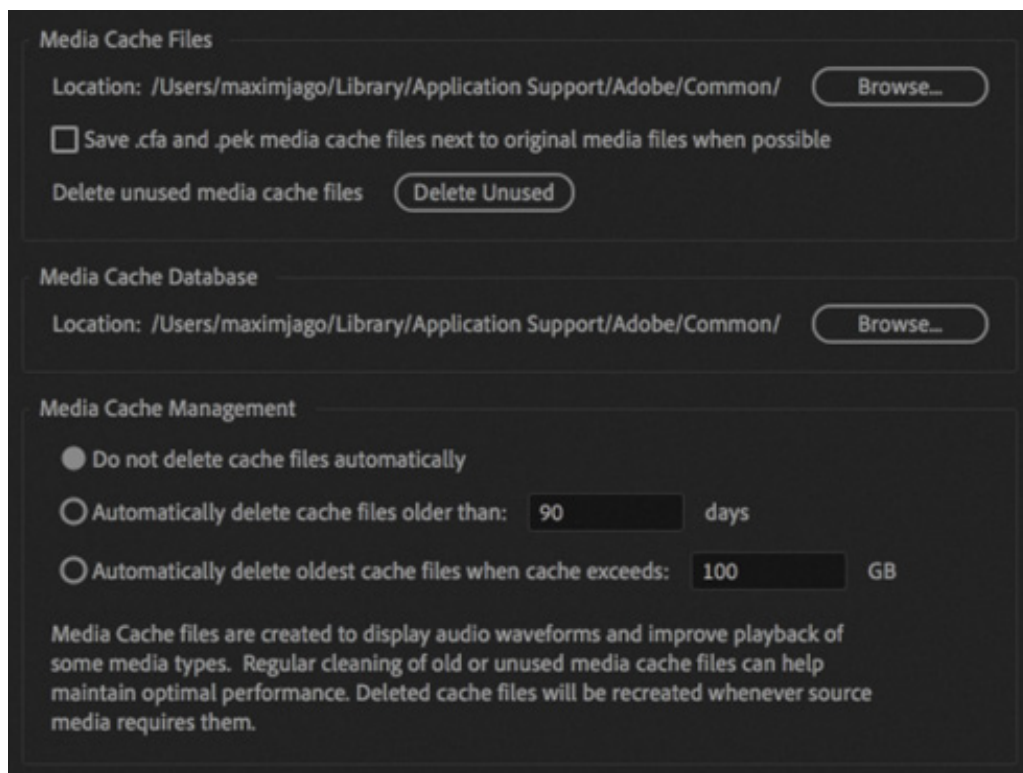 Media Cache Files
Location: /Users/maximjago/Library/Application Support/Adobe/Common/ Browse...
Save .cfa and .pek media cache files next to original media files when possible
Delete unused media cache files Delete Unused
Media Cache Database
Location: /Users/maximjago/Library/Application Support/Adobe/Common/ Browse...
Media Cache Management
Do not delete cache files automatically
Automatically delete cache files older than: 90 days
Automatically delete oldest cache files when cache exceeds: 100 GB
Media Cache files are created to display audio waveforms and improve playback of
some media types. Regular cleaning of old or unused media cache files can help
maintain optimal performance. Deleted cache files will be recreated whenever source
media requires them.